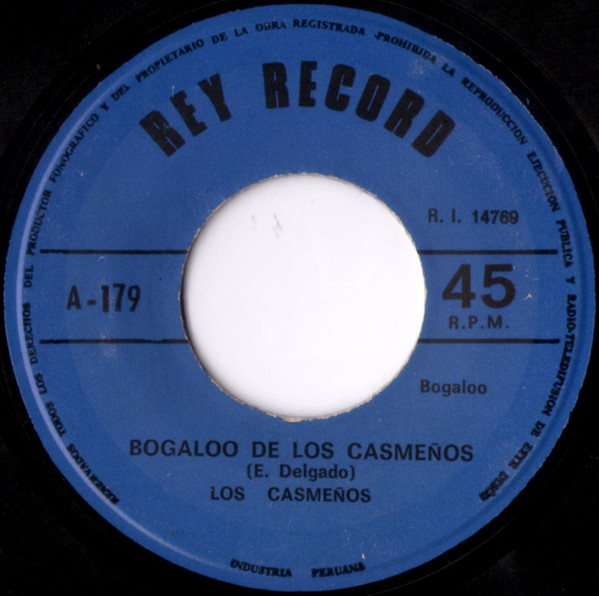 RESERVADOS TODOS LOS DERECHOS DEL PRODUCTOR FONOGRAFICO Y DEL PROPIETARIO DE LA OBRA REGISTRADA -PROHIBIDA LA REPRODUCCION EJECUCION PUBLICA Y RADIO-TELEDIFUSION DE ESTE DISCO
REY RECORD
R. I. 14769
A-179
45
R.P.M.
Bogaloo
BOGALOO DE LOS CASMEÑOS
(E. Delgado)
LOS CASMEÑOS
INDUSTRIA PERUANA